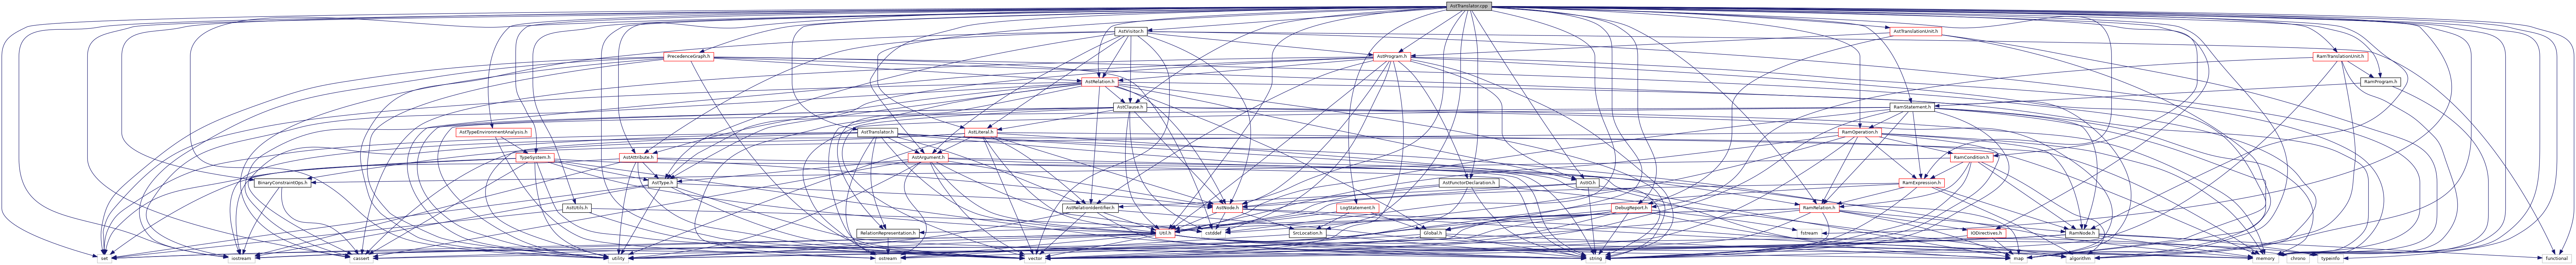 AstTranslator.cpp
AstVisitor.h
AstTranslationUnit.h
PrecedenceGraph.h
AstProgram.h
RamTranslationUnit.h
AstRelation.h
RamProgram.h
AstClause.h
RamStatement.h
AstTypeEnvironmentAnalysis.h
AstTranslator.h
AstLiteral.h
RamOperation.h
TypeSystem.h
AstAttribute.h
AstArgument.h
RamCondition.h
BinaryConstraintOps.h
AstType.h
AstFunctorDeclaration.h
AstIO.h
RamExpression.h
AstUtils.h
AstRelationIdentifier.h
AstNode.h
LogStatement.h
DebugReport.h
RamRelation.h
RelationRepresentation.h
Util.h
cstddef
SrcLocation.h
Global.h
fstream
IODirectives.h
RamNode.h
set
iostream
cassert
utility
ostream
vector
string
map
algorithm
memory
chrono
typeinfo
functional